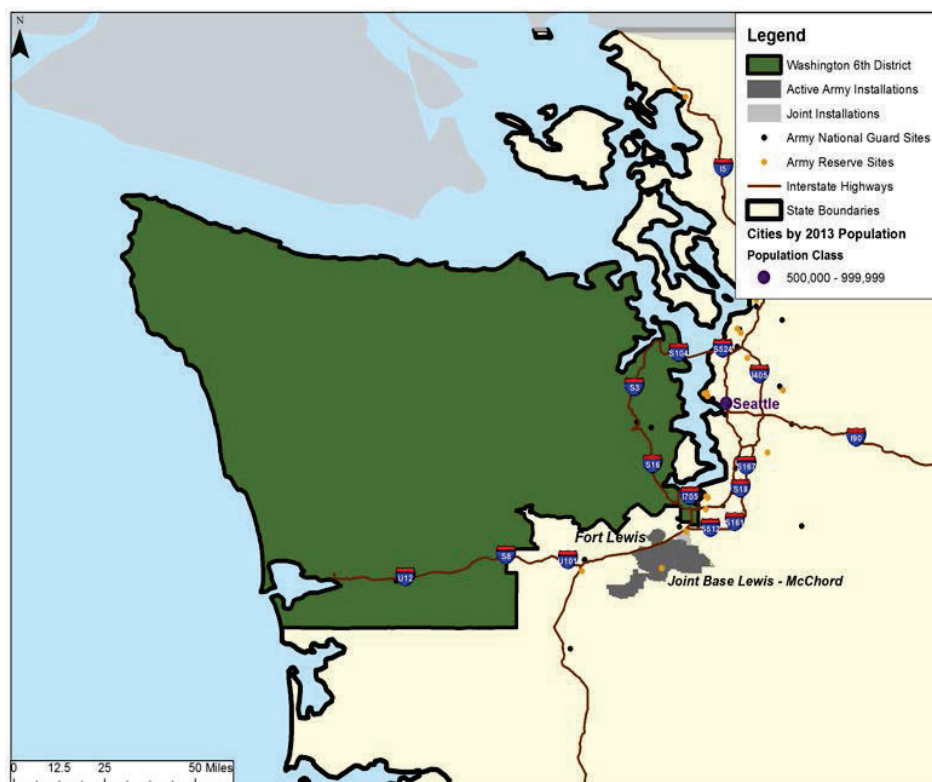 N
Legend
Washington 6th District
Active Army Installations
Joint Installations
Army National Guard Sites
Army Reserve Sites
Interstate Highways
State Boundaries
Cities by 2013 Population
Population Class
500,000 - 999,999
I5
S104
S524
I405
S3
Seattle
I90
S16
S167
I705
S18
S512
S161
Fort Lewis
S8
U101
U12
Joint Base Lewis - McChord
0 12.5 25 50 Miles